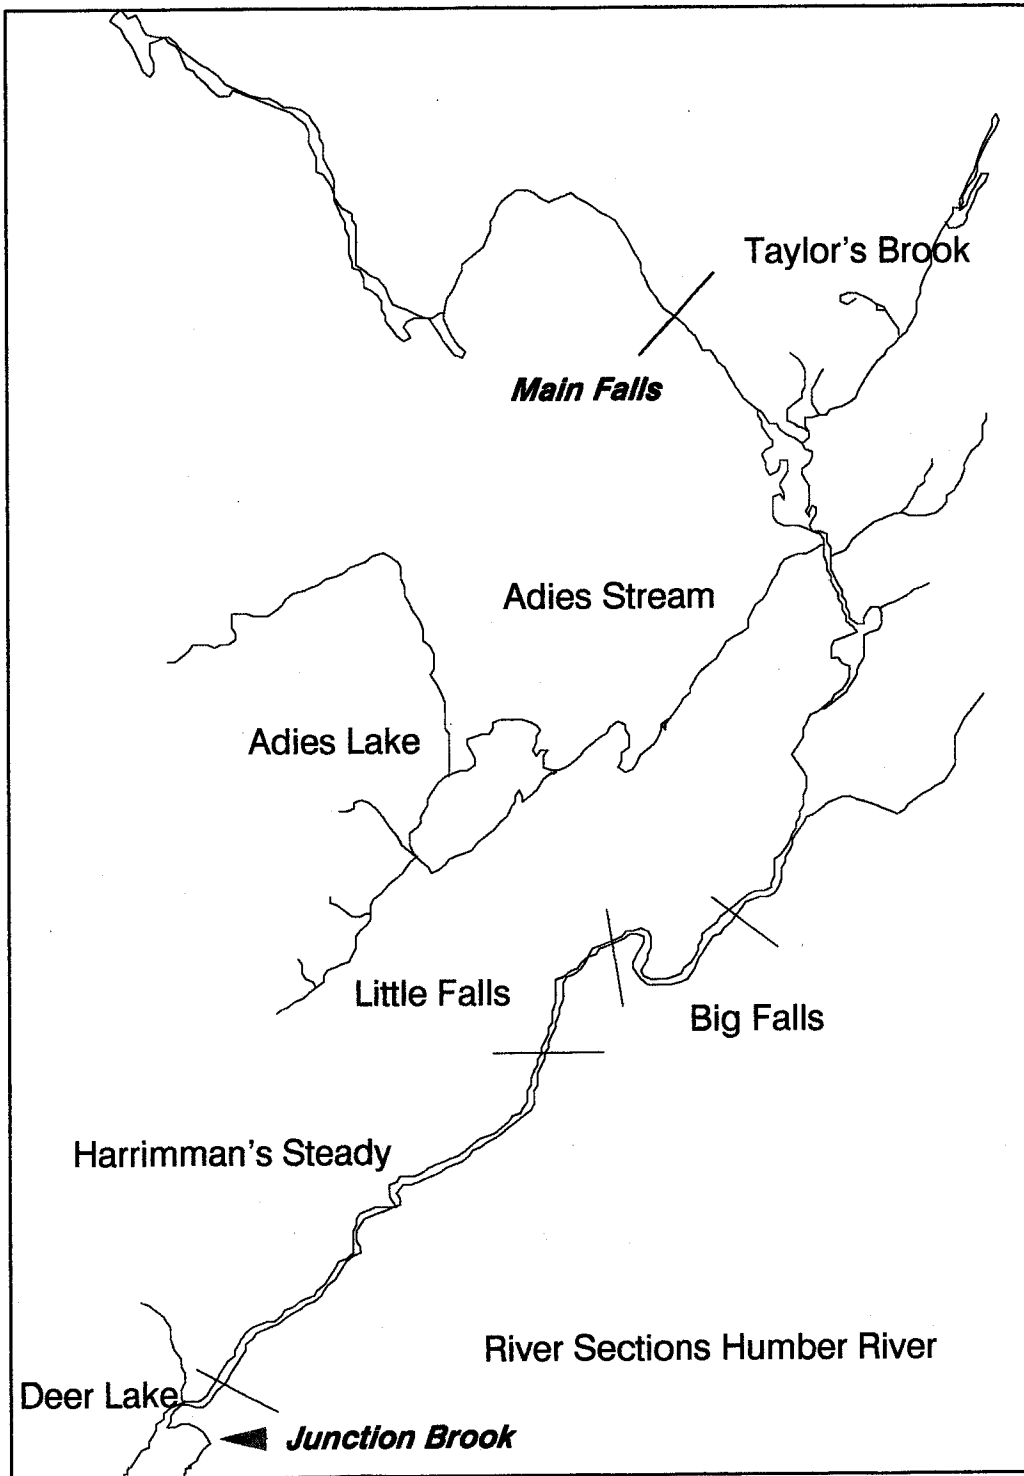 Taylor's Brook
Main Falls
Adies Stream
Adies Lake
Little Falls
Big Falls
Harrimman's Steady
River Sections Humber River
Deer Lake
Junction Brook